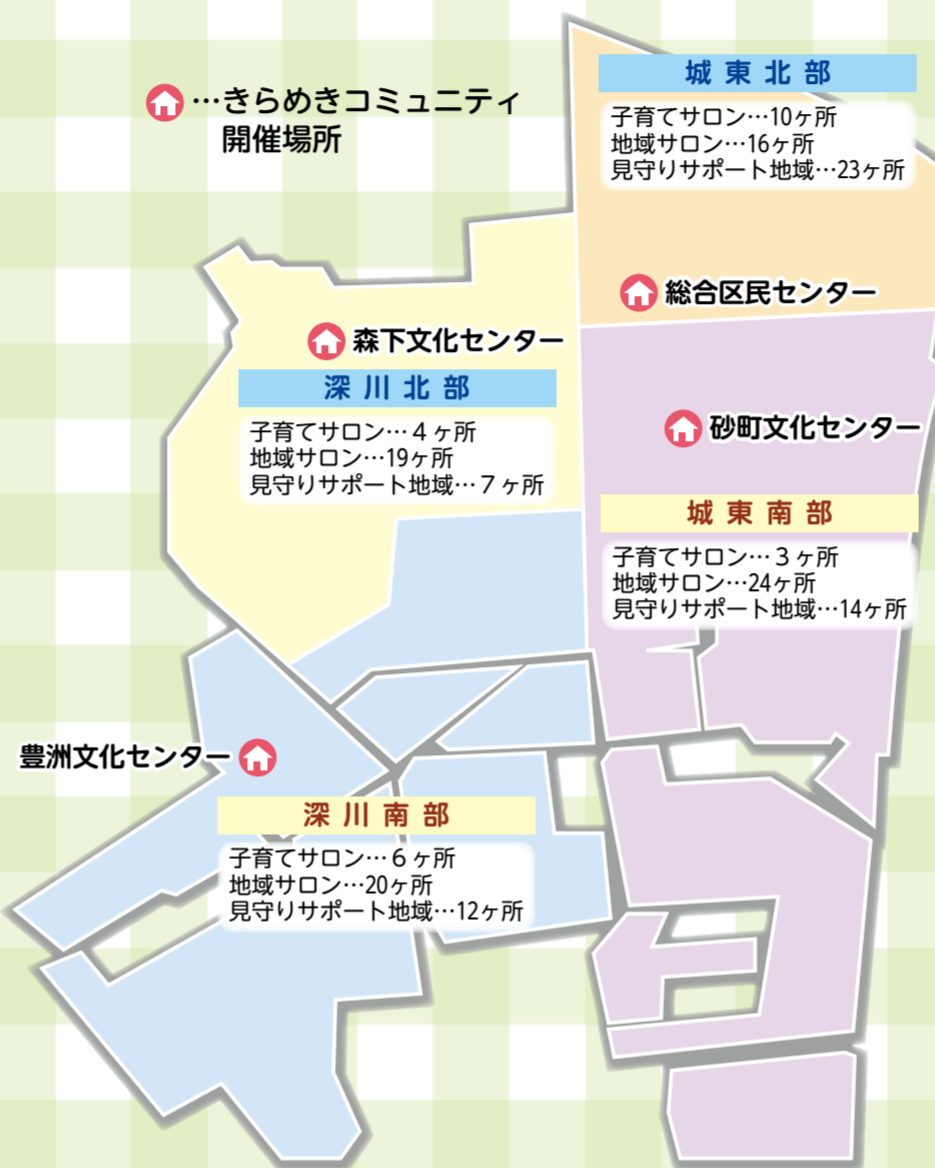 …きらめきコミュニティ
開催場所
城東北部
子育てサロン…10ヶ所
地域サロン…16ヶ所
見守りサポート地域…23ヶ所
総合区民センター
森下文化センター
深川北部
子育てサロン…4ヶ所
地域サロン…19ヶ所
見守りサポート地域…7ヶ所
砂町文化センター
城東南部
子育てサロン…3ヶ所
地域サロン…24ヶ所
見守りサポート地域…14ヶ所
豊洲文化センター
深川南部
子育てサロン…6ヶ所
地域サロン…20ヶ所
見守りサポート地域…12ヶ所